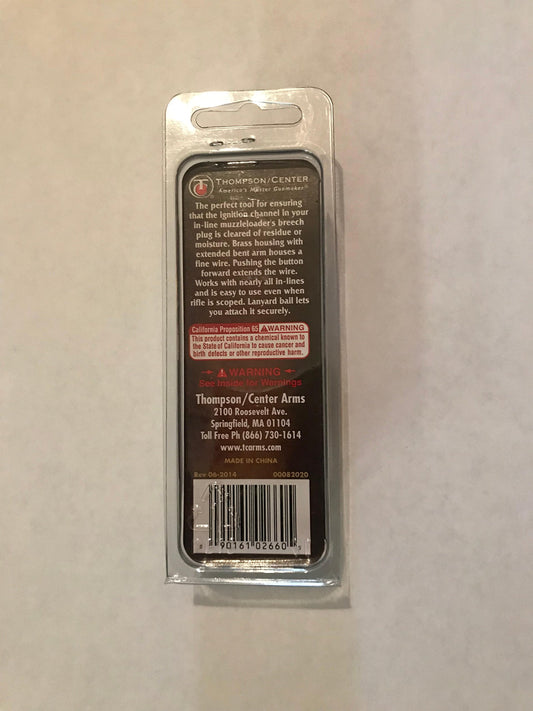 THOMPSON/CENTER
America's Master Gunmaker
The perfect tool for ensuring
that the ignition channel in your
in-line muzzleloader's breech
plug is cleared of residue or
moisture. Brass housing with
extended bent arm houses a
fine wire. Pushing the button
forward extends the wire.
Works with nearly all in-lines
and is easy to use even when
rifle is scoped. Lanyard ball lets
you attach it securely.
California Proposition 65 WARNING
This product contains a chemical known to
the State of California to cause cancer and
birth defects or other reproductive harm.
WARNING
See Inside for Warnings
Thompson/Center Arms
2100 Roosevelt Ave.
Springfield, MA 01104
Toll Free Ph (866) 730-1614
www.tcarms.com
MADE IN CHINA
Rev 06-2014 00082020
90161 02660